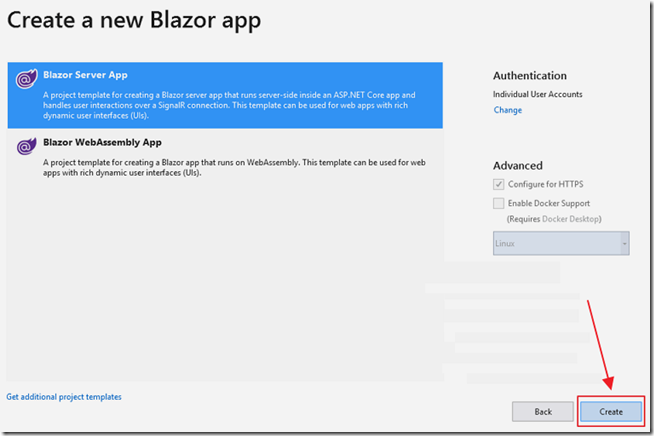 Create a new Blazor app
Blazor Server App
A project template for creating a Blazor server app that runs server-side inside an ASP.NET Core app and
handles user interactions over a SignalR connection. This template can be used for web apps with rich
dynamic user interfaces (UIs).
Blazor WebAssembly App
A project template for creating a Blazor app that runs on WebAssembly. This template can be used for web
apps with rich dynamic user interfaces (UIs).
Authentication
Individual User Accounts
Change
Advanced
Configure for HTTPS
Enable Docker Support
(Requires Docker Desktop)
Linux
Get additional project templates
Back
Create